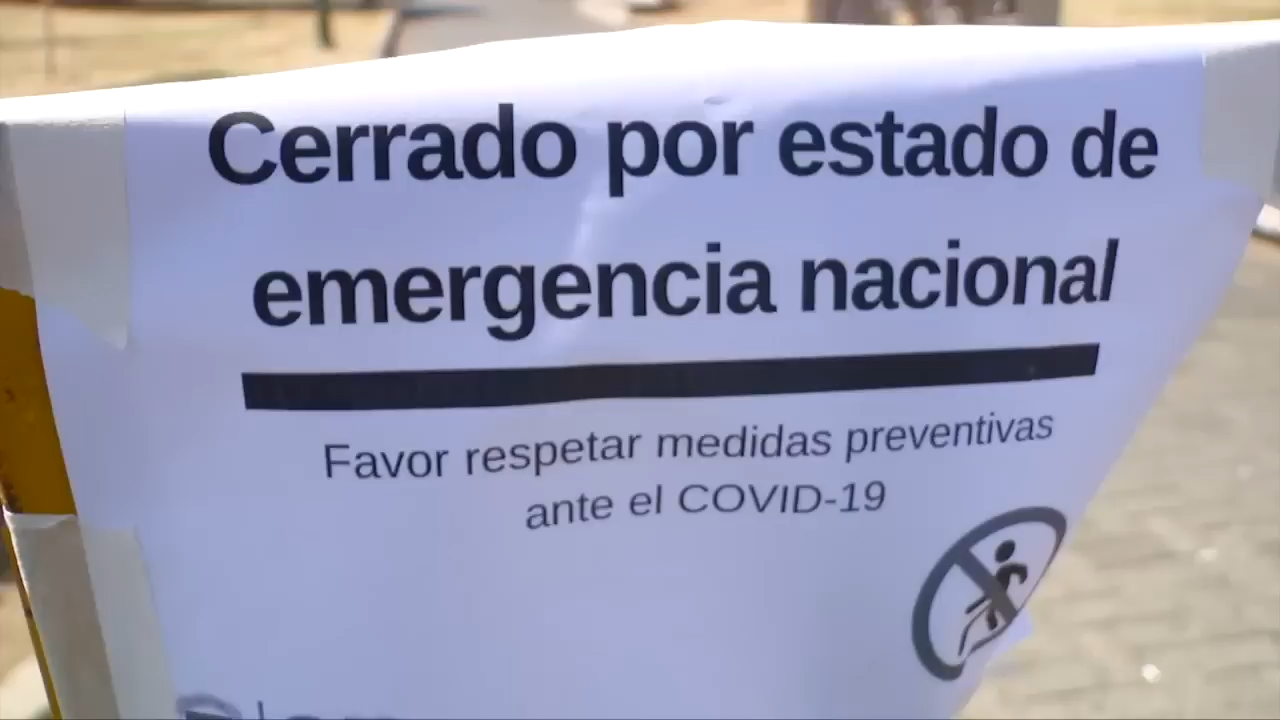 Cerrado por estado de
emergencia nacional
Favor respetar medidas preventivas
ante el COVID-19